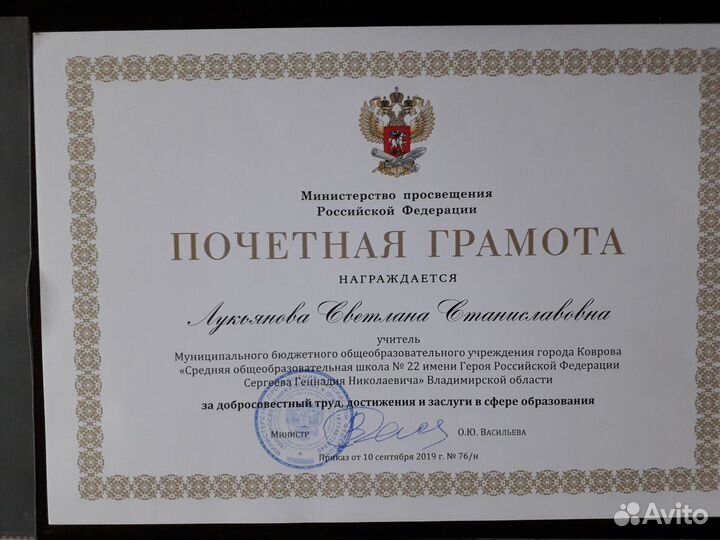 Министерство просвещения
Российской Федерации
ПОЧЕТНАЯ ГРАМОТА
НАГРАЖДАЕТСЯ
Лукьянова Светлана Станиславовна
учитель
Муниципального бюджетного общеобразовательного учреждения города Коврова
«Средняя общеобразовательная школа № 22 имени Героя Российской Федерации
Сергеева Геннадия Николаевича» Владимирской области
за добросовестный труд, достижения и заслуги в сфере образования
Министр О.Ю. Васильева
Приказ от 10 сентября 2019 г. № 76/н
Avito